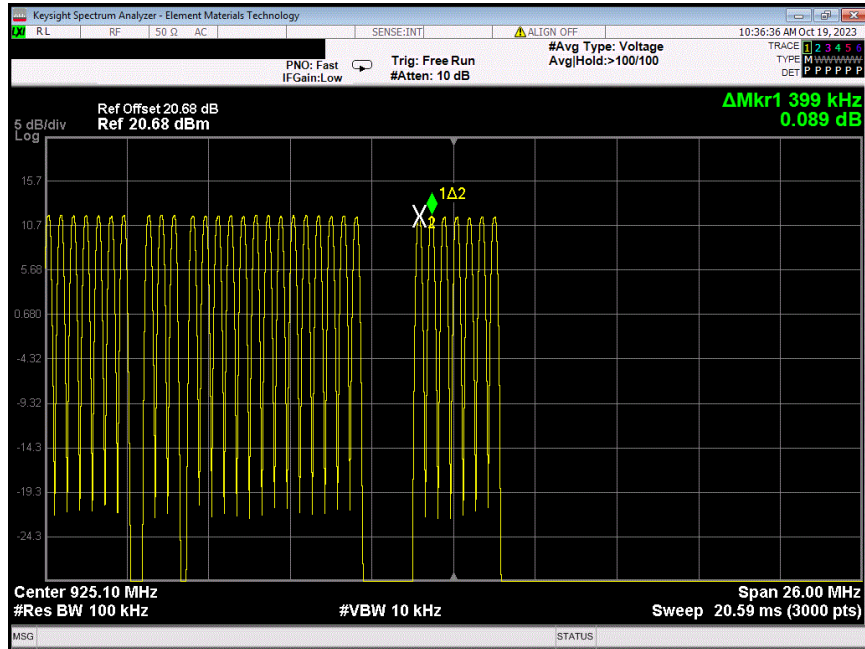 Keysight Spectrum Analyzer - Element Materials Technology
LXI RL RF 50 Ω AC SENSE:INT ALIGN OFF 10:36:36 AM Oct 19, 2023
PNO: Fast
IFGain:Low
Trig: Free Run
#Atten: 10 dB
#Avg Type: Voltage
Avg|Hold:>100/100
TRACE 1 2 3 4 5 6
TYPE M W W W W W
DET P P P P P P
ΔMkr1 399 kHz
0.089 dB
Ref Offset 20.68 dB
5 dB/div Ref 20.68 dBm
Log
15.7
1Δ2
2
10.7
5.68
0.680
-4.32
-9.32
-14.3
-19.3
-24.3
Center 925.10 MHz Span 26.00 MHz
#Res BW 100 kHz #VBW 10 kHz Sweep 20.59 ms (3000 pts)
MSG STATUS